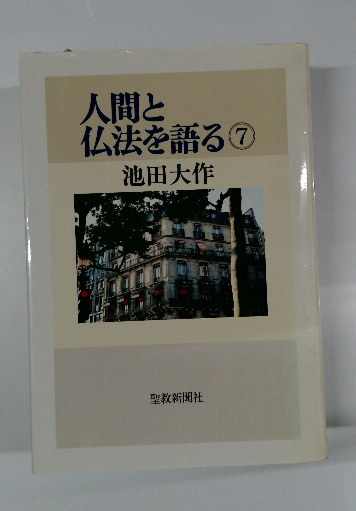 人間と
仏法を語る⑦
池田大作
聖教新聞社